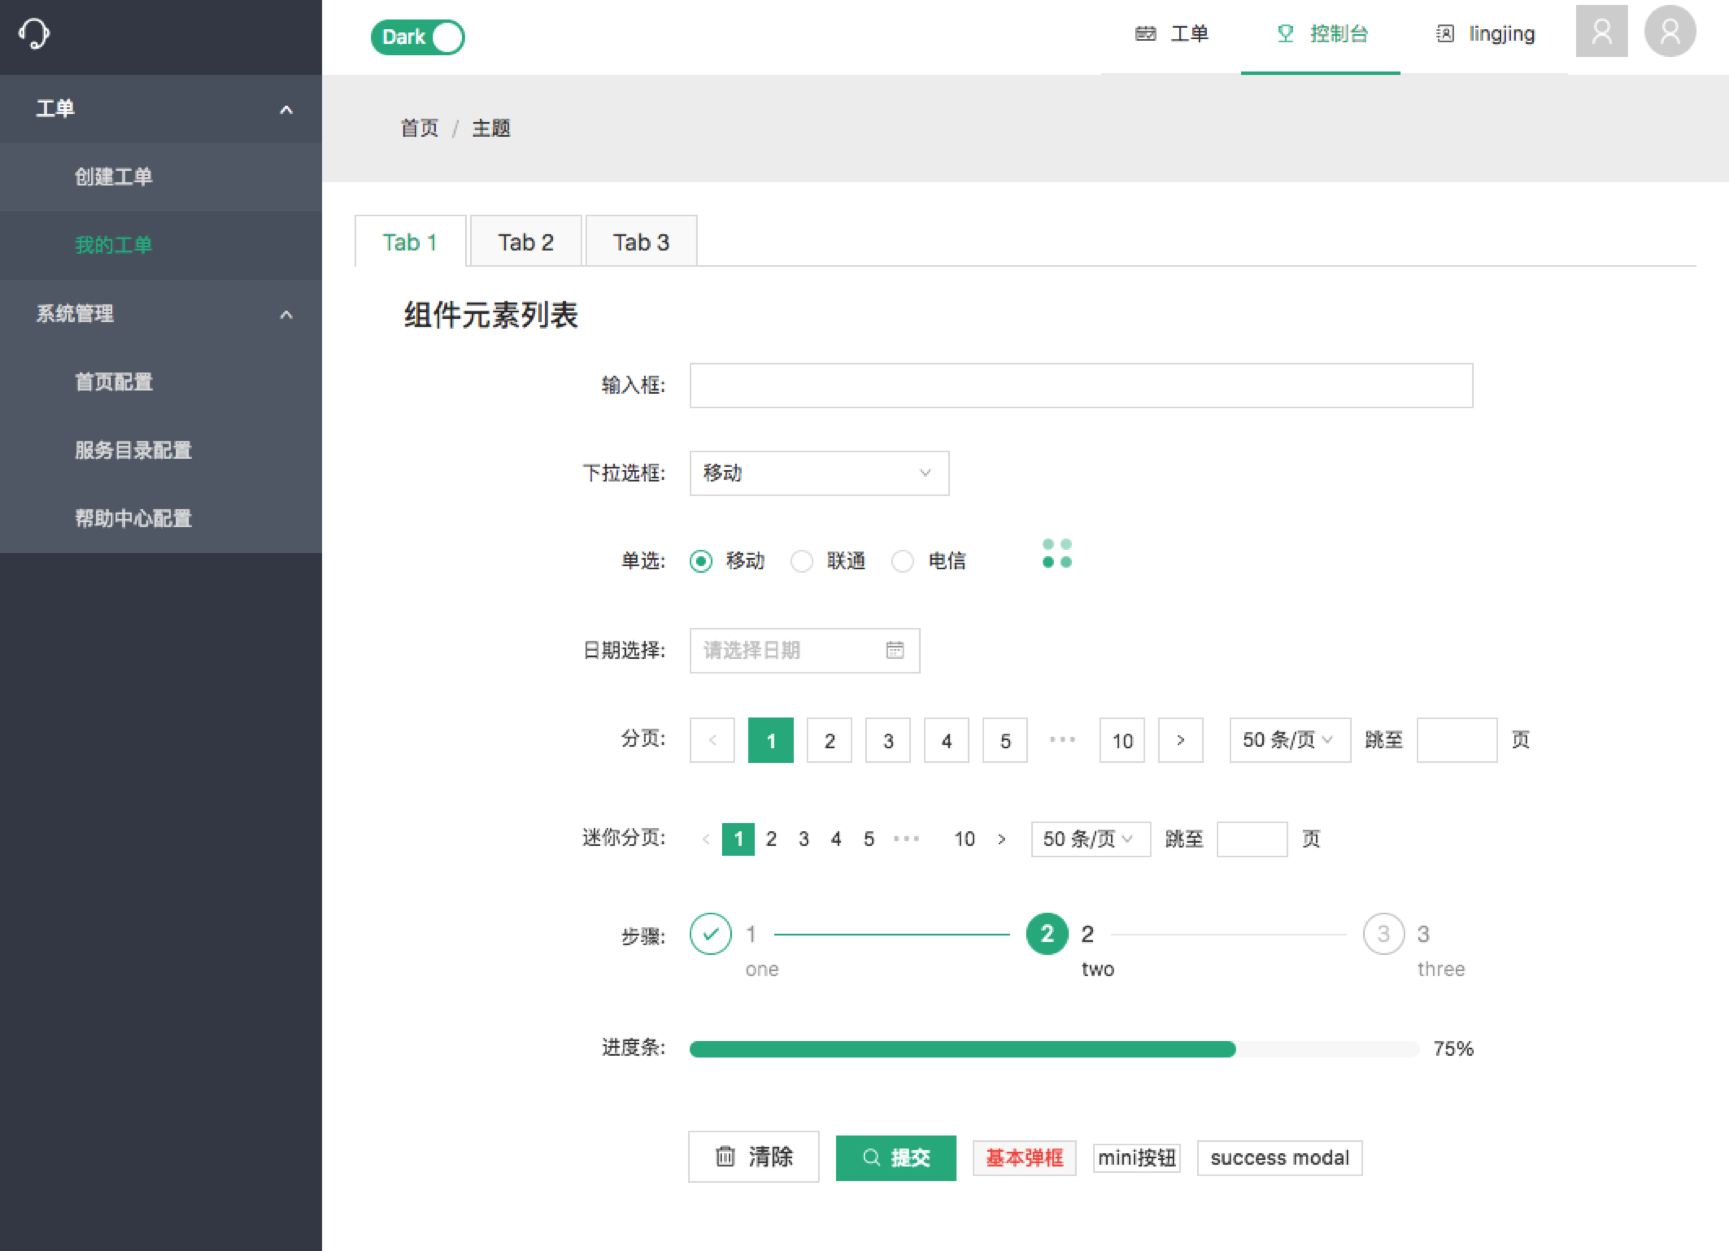 Dark
工单
控制台
lingjing
工单
创建工单
我的工单
系统管理
首页配置
服务目录配置
帮助中心配置
首页 / 主题
Tab 1
Tab 2
Tab 3
组件元素列表
输入框:
下拉选框: 移动
单选: 移动 联通 电信
日期选择: 请选择日期
分页: < 1 2 3 4 5 ••• 10 > 50 条/页 跳至 页
迷你分页: < 1 2 3 4 5 ••• 10 > 50 条/页 跳至 页
步骤: 1 2 2 3 3
one two three
进度条: 75%
清除 提交 基本弹框 mini按钮 success modal